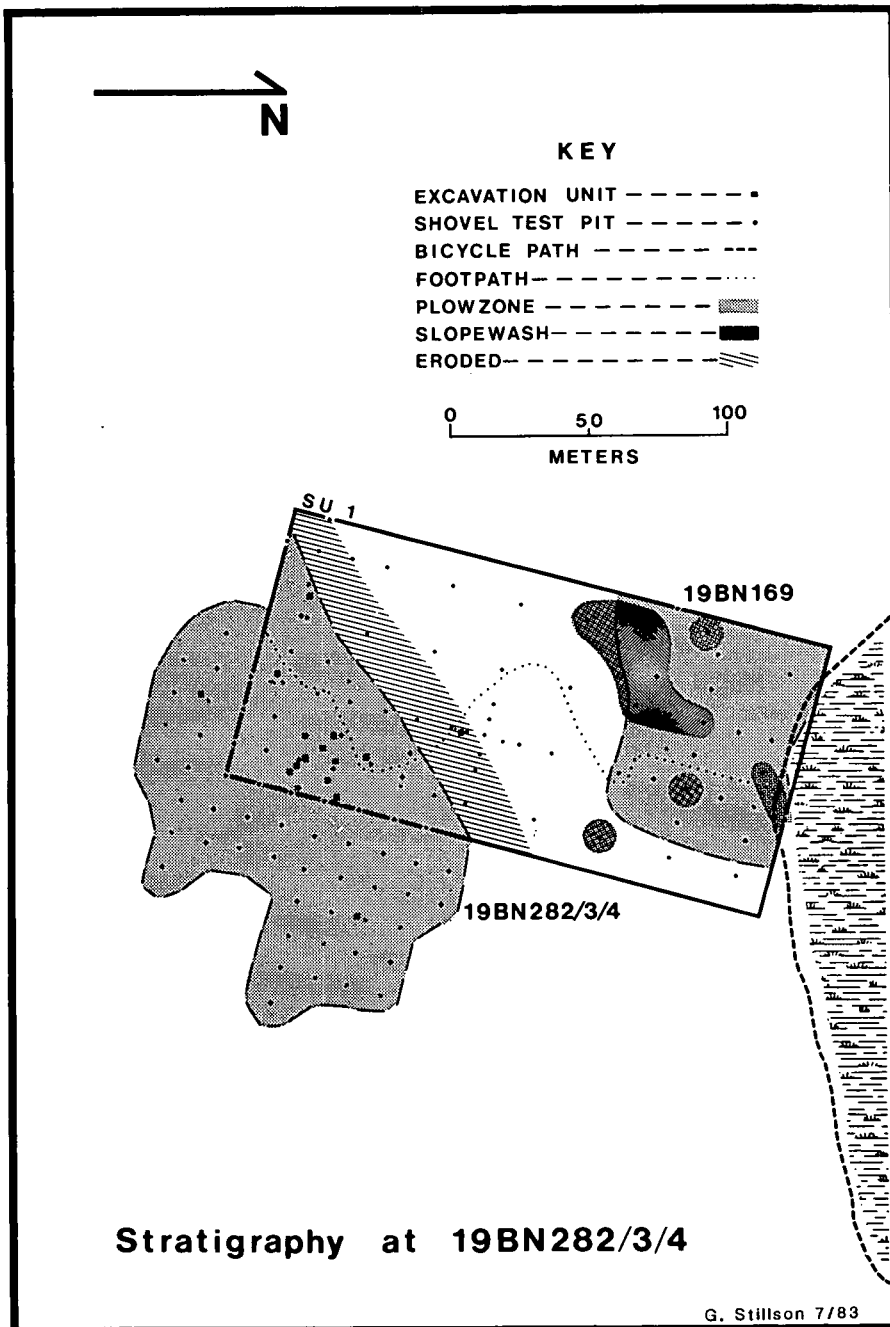 N
KEY
EXCAVATION UNIT
SHOVEL TEST PIT
BICYCLE PATH
FOOTPATH
PLOWZONE
SLOPEWASH
ERODED
0 50 100
METERS
SU 1
19BN169
19BN282/3/4
Stratigraphy at 19BN282/3/4
G. Stillson 7/83